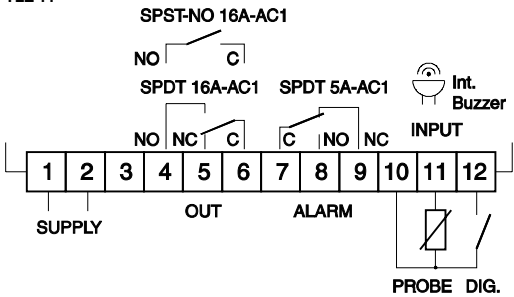 SPST-NO 16A-AC1
NO C
SPDT 16A-AC1 SPDT 5A-AC1
Int.
Buzzer
NO NC C C NO NC
INPUT
1 2 3 4 5 6 7 8 9 10 11 12
SUPPLY OUT ALARM
PROBE DIG.